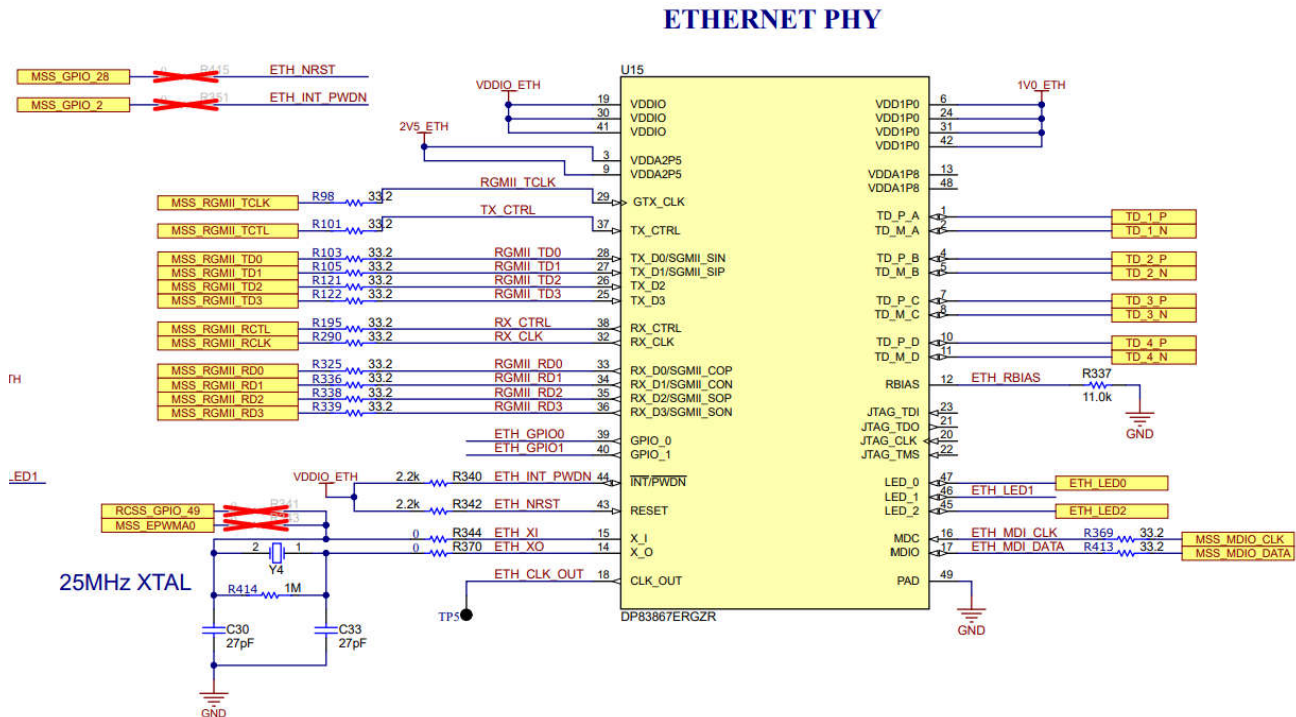 ETHERNET PHY
MSS_GPIO_28 0 R415 ETH_NRST
MSS_GPIO_2 0 R351 ETH_INT_PWDN
U15
VDDIO_ETH 1V0_ETH
19 VDDIO VDD1P0 6
30 VDDIO VDD1P0 24
41 VDDIO VDD1P0 31
2V5_ETH VDD1P0 42
3 VDDA2P5
9 VDDA2P5 VDDA1P8 13
VDDA1P8 48
MSS_RGMII_TCLK R98 33.2 RGMII_TCLK 29 GTX_CLK
TD_P_A 1 TD_1_P
MSS_RGMII_TCTL R101 33.2 TX_CTRL 37 TX_CTRL TD_M_A 2 TD_1_N
MSS_RGMII_TD0 R103 33.2 RGMII_TD0 28 TX_D0/SGMII_SIN TD_P_B 4 TD_2_P
MSS_RGMII_TD1 R105 33.2 RGMII_TD1 27 TX_D1/SGMII_SIP TD_M_B 5 TD_2_N
MSS_RGMII_TD2 R121 33.2 RGMII_TD2 26 TX_D2
MSS_RGMII_TD3 R122 33.2 RGMII_TD3 25 TX_D3 TD_P_C 7 TD_3_P
TD_M_C 8 TD_3_N
MSS_RGMII_RCTL R195 33.2 RX_CTRL 38 RX_CTRL
MSS_RGMII_RCLK R290 33.2 RX_CLK 32 RX_CLK TD_P_D 10 TD_4_P
TD_M_D 11 TD_4_N
MSS_RGMII_RD0 R325 33.2 RGMII_RD0 33 RX_D0/SGMII_COP
TH MSS_RGMII_RD1 R336 33.2 RGMII_RD1 34 RX_D1/SGMII_CON RBIAS 12 ETH_RBIAS R337
MSS_RGMII_RD2 R338 33.2 RGMII_RD2 35 RX_D2/SGMII_SOP 11.0k
MSS_RGMII_RD3 R339 33.2 RGMII_RD3 36 RX_D3/SGMII_SON JTAG_TDI 23
JTAG_TDO 21
ETH_GPIO0 39 GPIO_0 JTAG_CLK 20 GND
ETH_GPIO1 40 GPIO_1 JTAG_TMS 22
_LED1 VDDIO_ETH 2.2k R340 ETH_INT_PWDN 44 INT/PWDN LED_0 47 ETH_LED0
LED_1 46 ETH_LED1
RCSS_GPIO_49 0 R341 2.2k R342 ETH_NRST 43 RESET LED_2 45 ETH_LED2
MSS_EPWMA0
0 R344 ETH_XI 15 X_I MDC 16 ETH_MDI_CLK R369 33.2 MSS_MDIO_CLK
2 1 0 R370 ETH_XO 14 X_O MDIO 17 ETH_MDI_DATA R413 33.2 MSS_MDIO_DATA
Y4
25MHz XTAL
ETH_CLK_OUT 18 CLK_OUT PAD 49
R414 1M
TP5 DP83867ERGZR
C30 C33 GND
27pF 27pF
GND